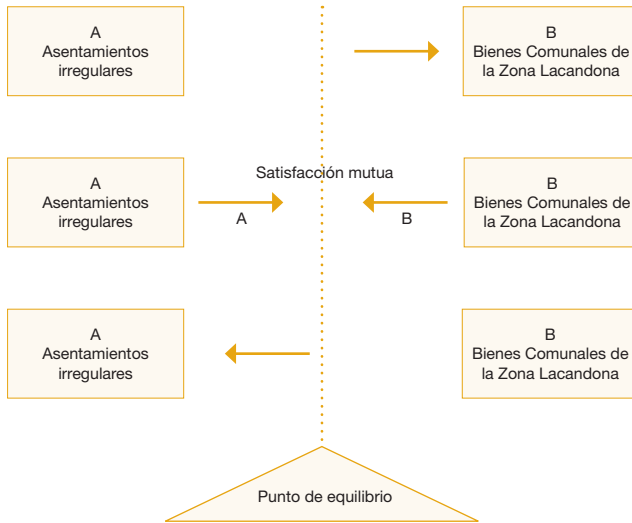 A
Asentamientos
irregulares
B
Bienes Comunales de
la Zona Lacandona
Satisfacción mutua
A
Asentamientos
irregulares
A
B
B
Bienes Comunales de
la Zona Lacandona
A
Asentamientos
irregulares
B
Bienes Comunales de
la Zona Lacandona
Punto de equilibrio